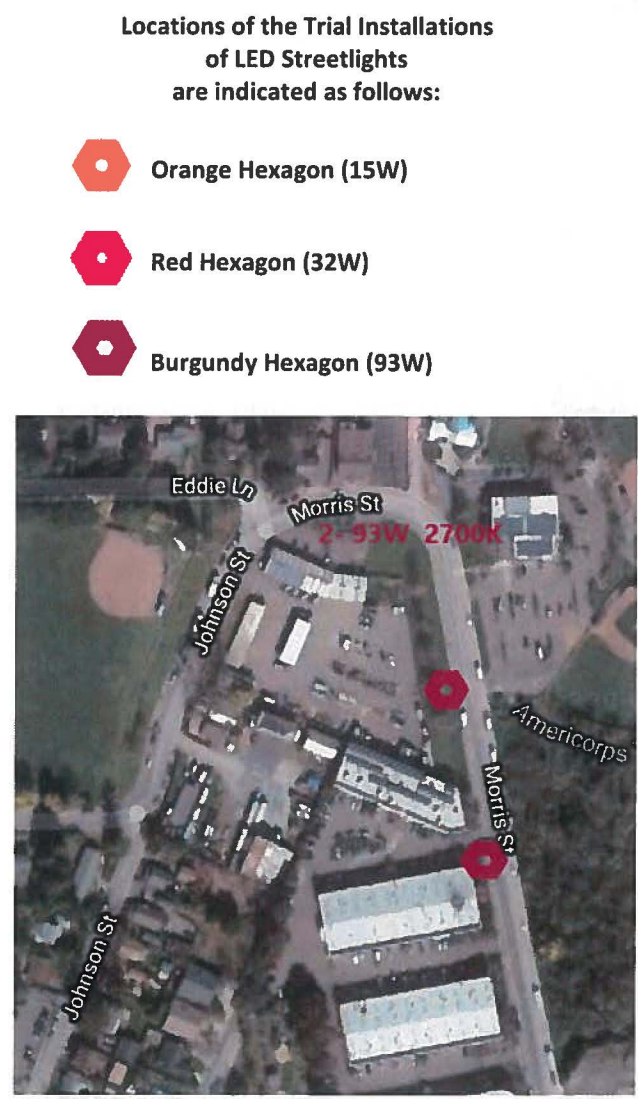 Locations of the Trial Installations
of LED Streetlights
are indicated as follows:
Orange Hexagon (15W)
Red Hexagon (32W)
Burgundy Hexagon (93W)
Eddie Ln
Morris St
2- 93W 2700K
Johnson St
Americorps
Morris St
Johnson St